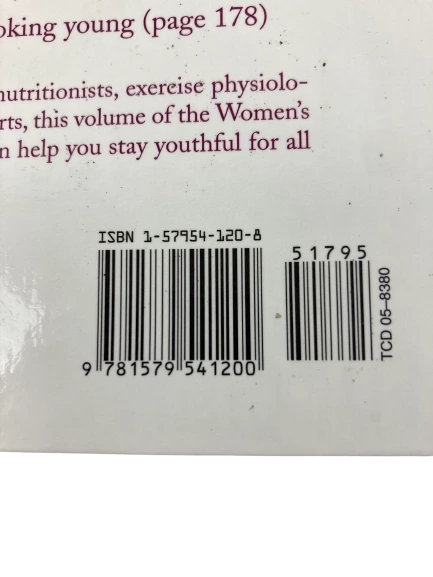 oking young (page 178)
nutritionists, exereise physiolo-
rts, this volume of the Women's
n help you stay youthful for all
ISBN 1-57954-120-8
51795
9 781579 541200
TCD 05-8380